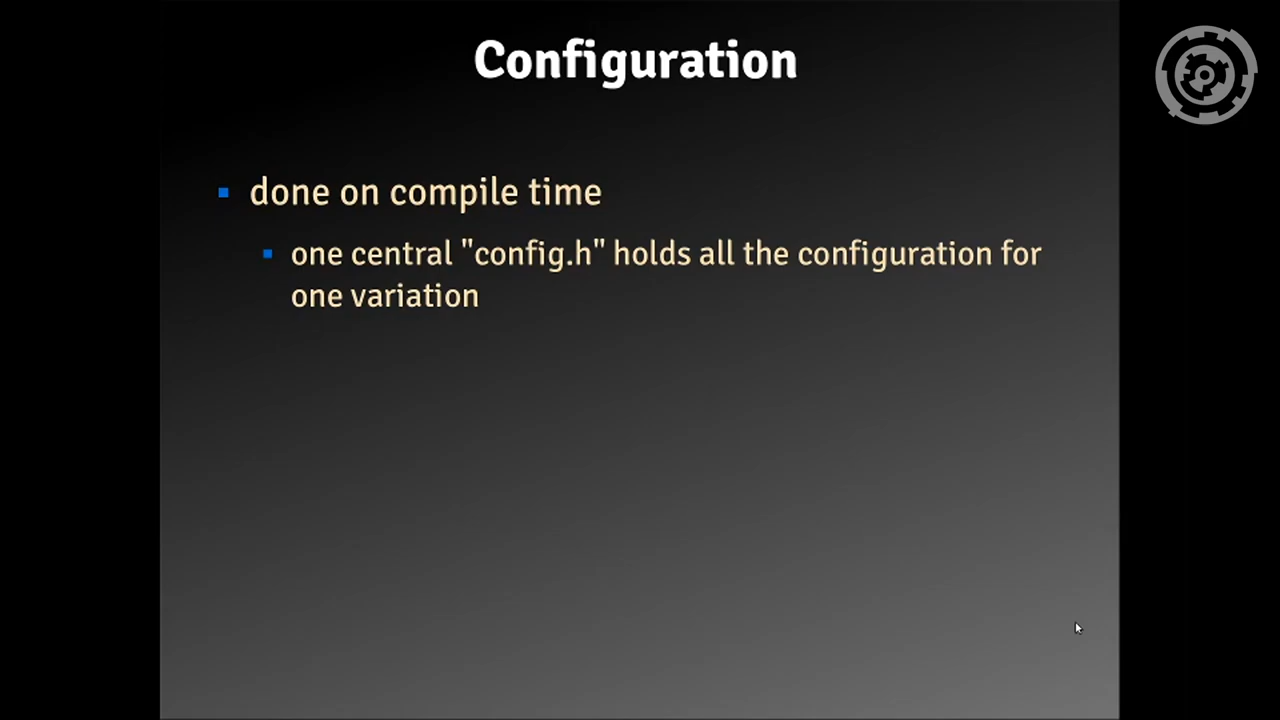 Configuration
done on compile time
one central "config.h" holds all the configuration for
one variation